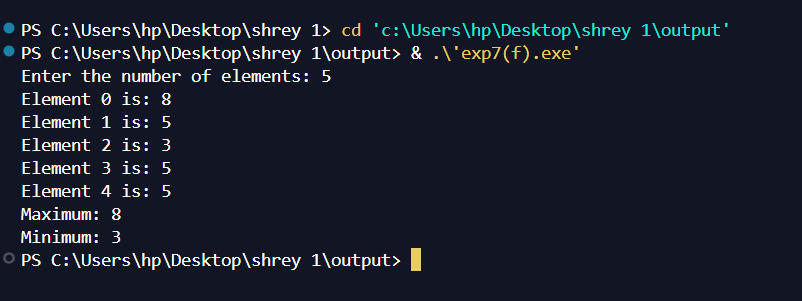 PS C:\Users\hp\Desktop\shrey 1> cd 'c:\Users\hp\Desktop\shrey 1\output'
PS C:\Users\hp\Desktop\shrey 1\output> & .\'exp7(f).exe'
Enter the number of elements: 5
Element 0 is: 8
Element 1 is: 5
Element 2 is: 3
Element 3 is: 5
Element 4 is: 5
Maximum: 8
Minimum: 3
PS C:\Users\hp\Desktop\shrey 1\output>